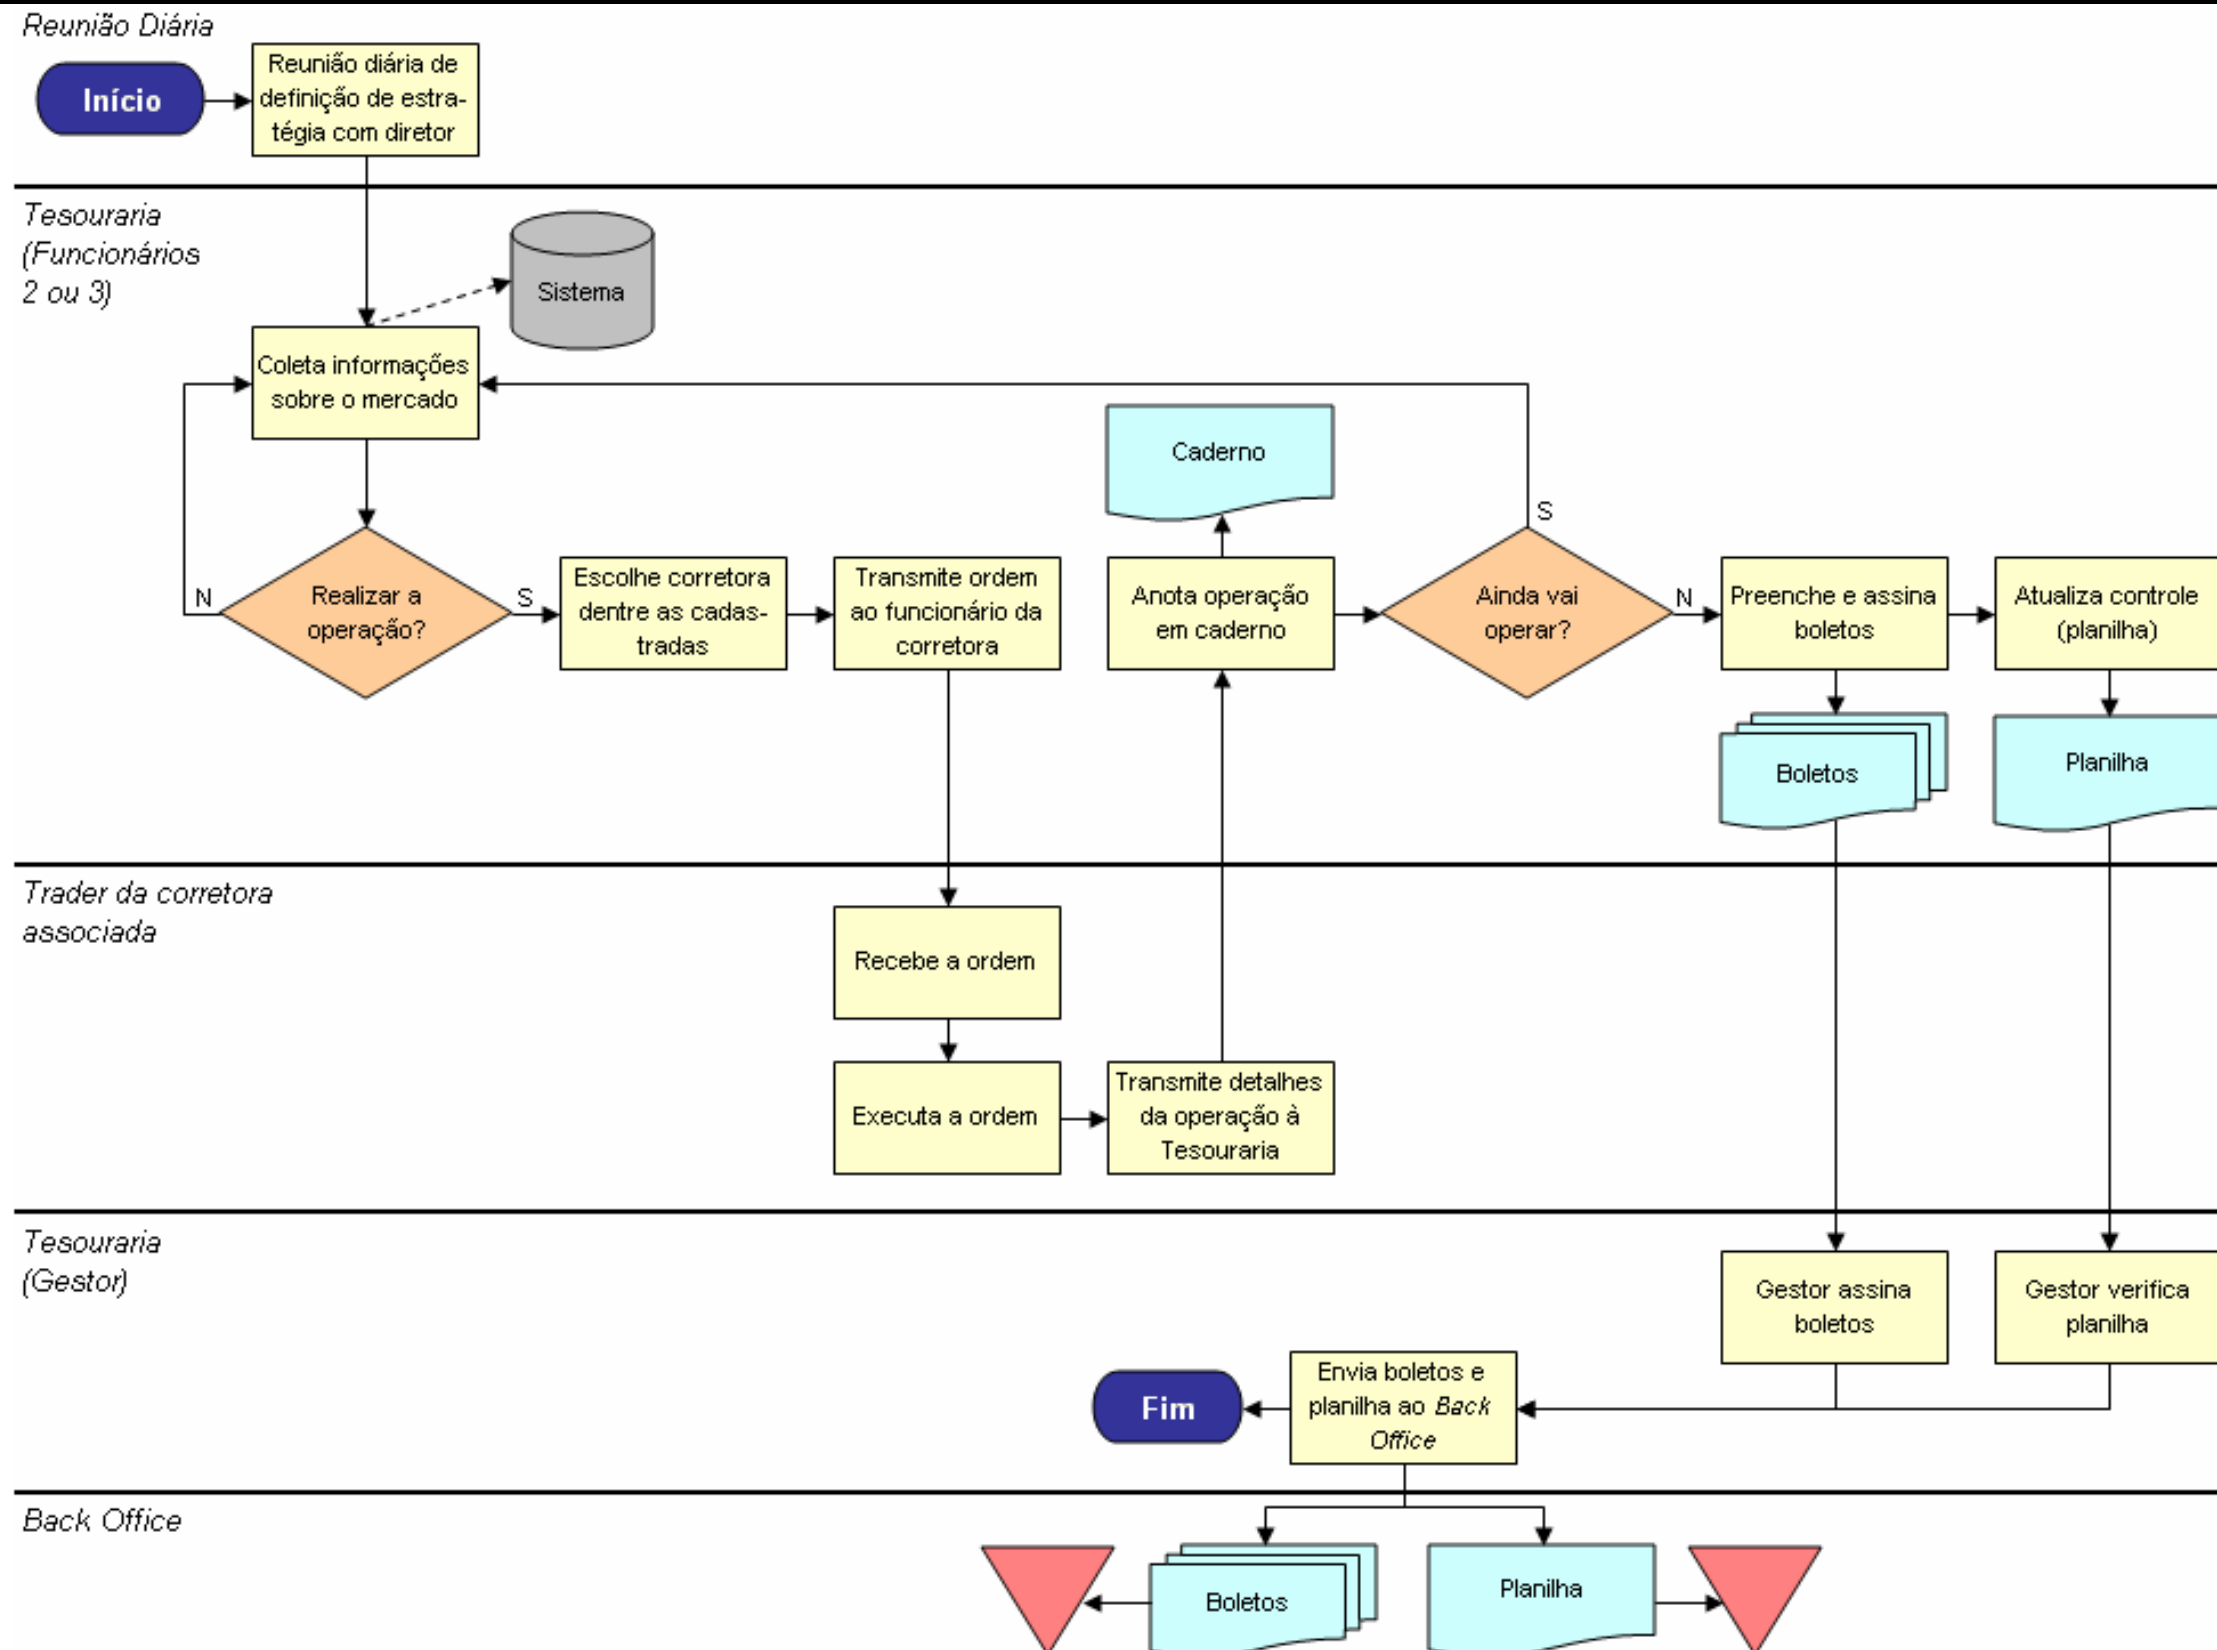 Reunião Diária
Início
Reunião diária de
definição de estra-
tégia com diretor
Tesouraria
(Funcionários
2 ou 3)
Sistema
Coleta informações
sobre o mercado
Caderno
S
N
Realizar a
operação?
S
Escolhe corretora
dentre as cadas-
tradas
Transmite ordem
ao funcionário da
corretora
Anota operação
em caderno
Ainda vai
operar?
N
Preenche e assina
boletos
Atualiza controle
(planilha)
Boletos
Planilha
Trader da corretora
associada
Recebe a ordem
Executa a ordem
Transmite detalhes
da operação à
Tesouraria
Tesouraria
(Gestor)
Gestor assina
boletos
Gestor verifica
planilha
Fim
Envia boletos e
planilha ao Back
Office
Back Office
Boletos
Planilha